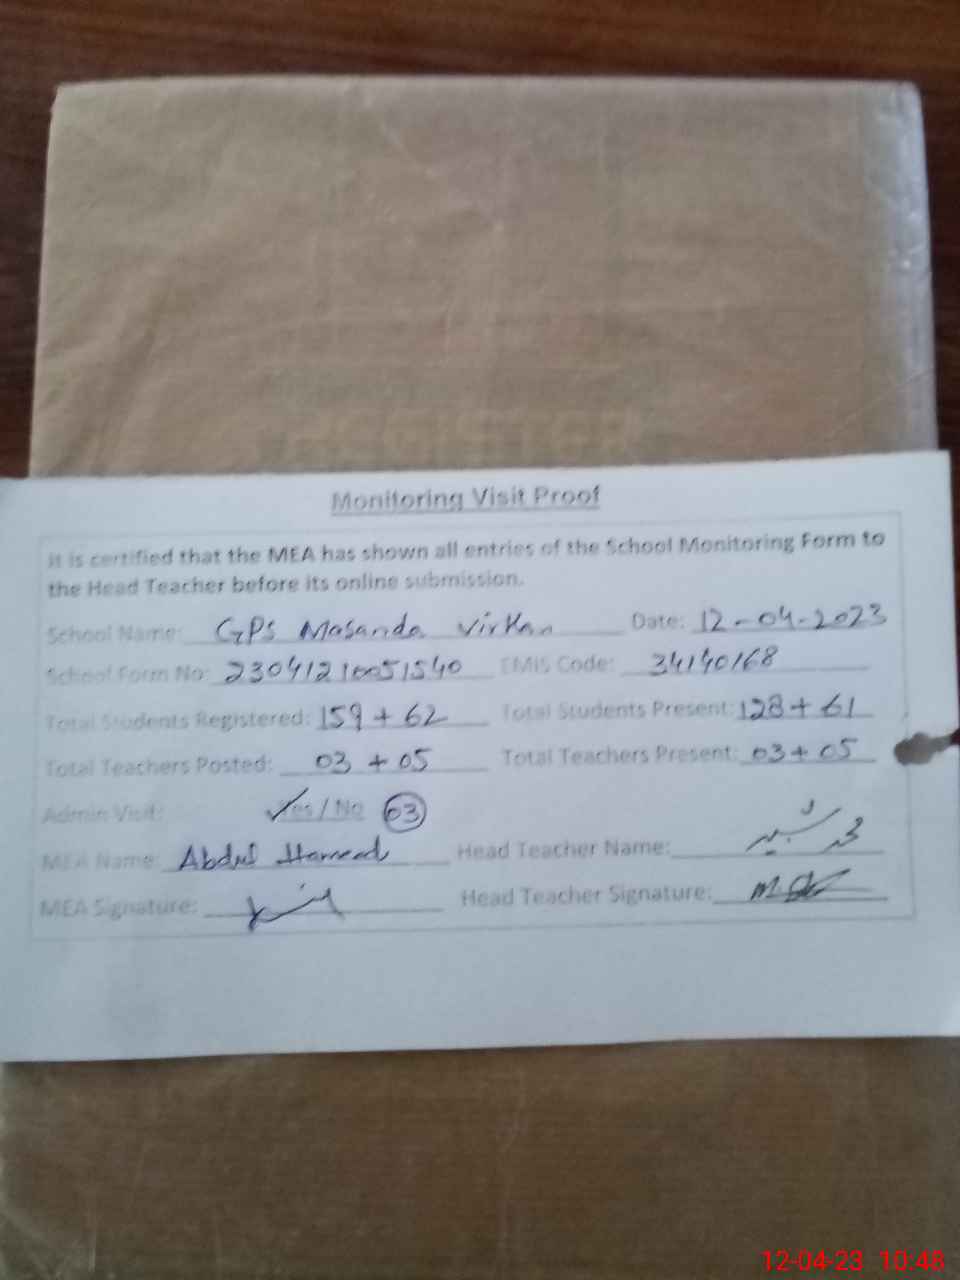 Monitoring Visit Proof
It is certified that the MEA has shown all entries of the School Monitoring Form to
the Head Teacher before its online submission.
School Name: GPS Masanda Virkan Date: 12-04-2023
School Form No: 23041210051540 EMIS Code: 34140168
Total Students Registered: 159 + 62 Total Students Present: 128 + 61
Total Teachers Posted: 03 + 05 Total Teachers Present: 03 + 05
Admin Visit: Yes / No 03
MEA Name: Abdul Hameed Head Teacher Name:
MEA Signature: Head Teacher Signature:
12-04-23 10:48